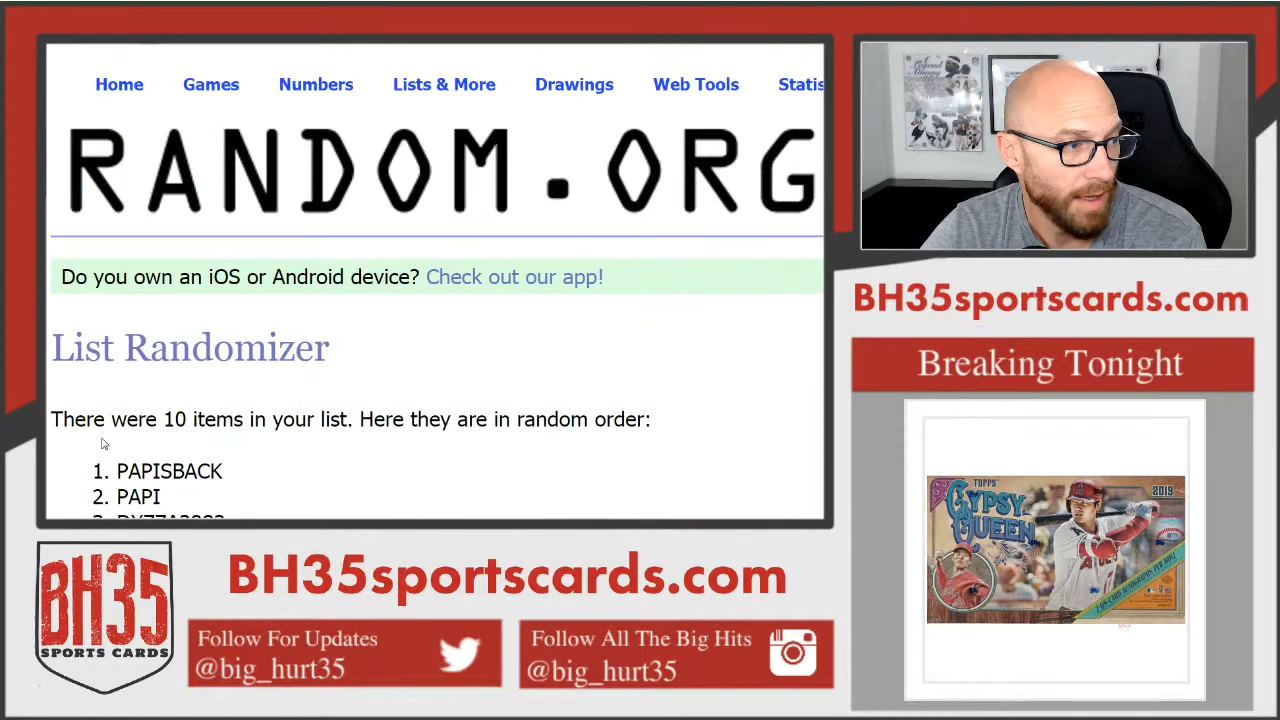 Home Games Numbers Lists & More Drawings Web Tools Statis
RANDOM.ORG
Do you own an iOS or Android device? Check out our app!
List Randomizer
There were 10 items in your list. Here they are in random order:
1. PAPISBACK
2. PAPI
BH35sportscards.com
Breaking Tonight
TOPPS
GYPSY
QUEEN
2019
BH35
SPORTS CARDS
BH35sportscards.com
Follow For Updates
@big_hurt35
Follow All The Big Hits
@big_hurt35